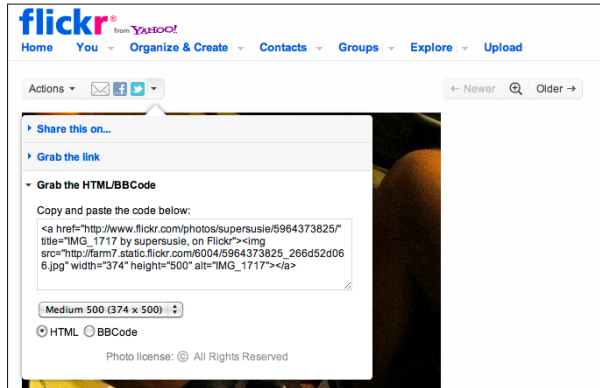 flickr® from YAHOO!
Home You Organize & Create Contacts Groups Explore Upload
Actions ← Newer Older →
Share this on...
Grab the link
Grab the HTML/BBCode
Copy and paste the code below:
<a href="http://www.flickr.com/photos/supersusie/5964373825/"
title="IMG_1717 by supersusie, on Flickr"><img
src="http://farm7.static.flickr.com/6004/5964373825_266d52d06
6.jpg" width="374" height="500" alt="IMG_1717"></a>
Medium 500 (374 x 500)
HTML BBCode
Photo license: © All Rights Reserved